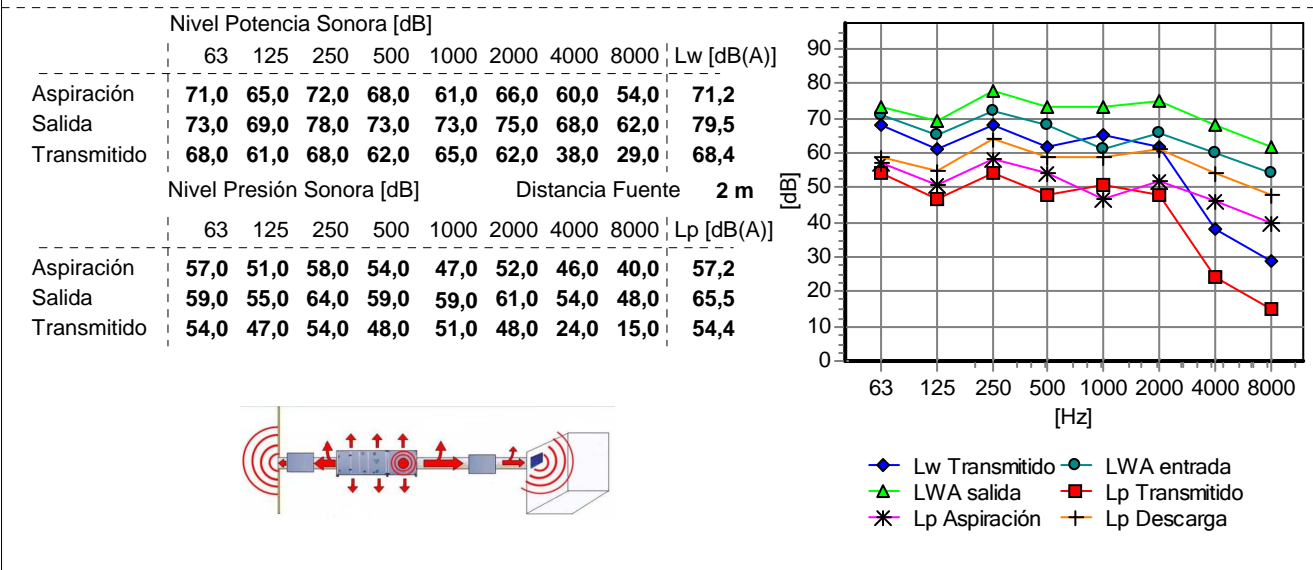 Nivel Potencia Sonora [dB]
63 125 250 500 1000 2000 4000 8000 Lw [dB(A)]
Aspiración 71,0 65,0 72,0 68,0 61,0 66,0 60,0 54,0 71,2
Salida 73,0 69,0 78,0 73,0 73,0 75,0 68,0 62,0 79,5
Transmitido 68,0 61,0 68,0 62,0 65,0 62,0 38,0 29,0 68,4
Nivel Presión Sonora [dB] Distancia Fuente 2 m
63 125 250 500 1000 2000 4000 8000 Lp [dB(A)]
Aspiración 57,0 51,0 58,0 54,0 47,0 52,0 46,0 40,0 57,2
Salida 59,0 55,0 64,0 59,0 59,0 61,0 54,0 48,0 65,5
Transmitido 54,0 47,0 54,0 48,0 51,0 48,0 24,0 15,0 54,4
90
80
70
60
50
40
30
20
10
0
[dB]
63 125 250 500 1000 2000 4000 8000
[Hz]
Lw Transmitido LWA entrada
LWA salida Lp Transmitido
Lp Aspiración Lp Descarga